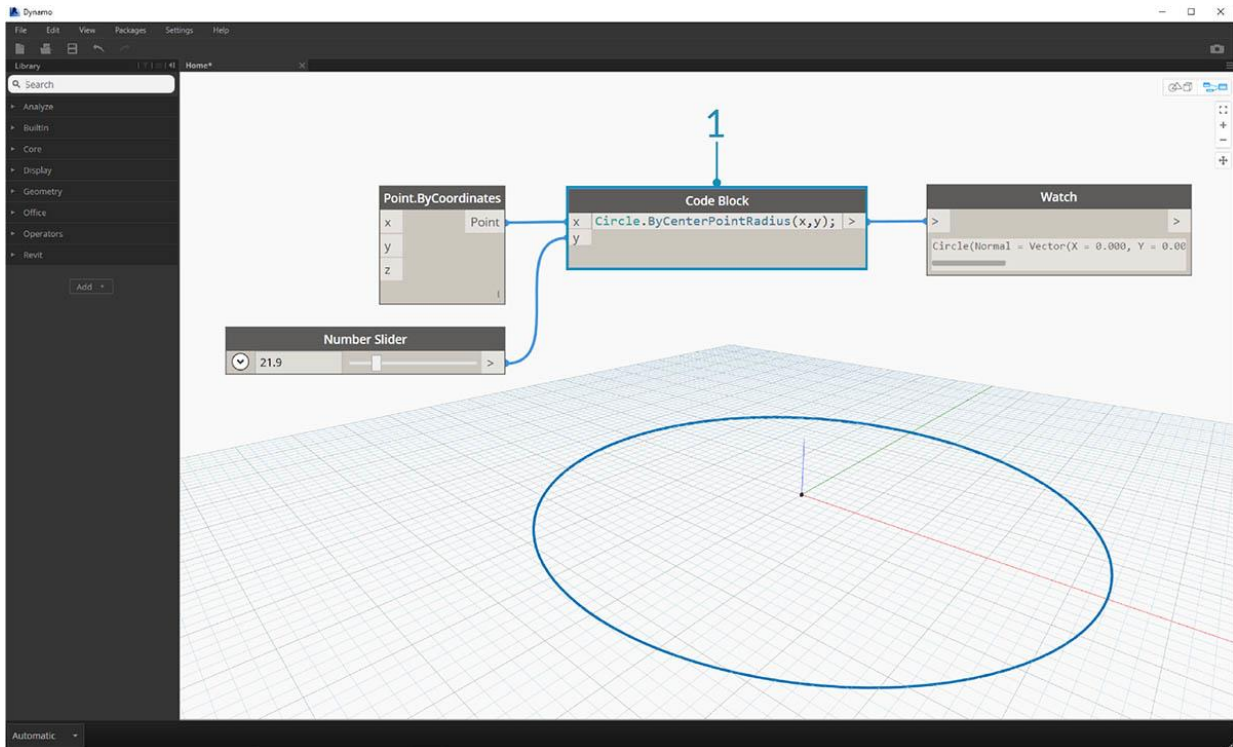 Dynamo
File Edit View Packages Settings Help
Library
Home*
Search
Analyze
BuiltIn
Core
Display
Geometry
Office
Operators
Revit
Add
1
Point.ByCoordinates
x Point
y
z
Code Block
x Circle.ByCenterPointRadius(x,y); >
y
Watch
> >
Circle(Normal = Vector(X = 0.000, Y = 0.00
Number Slider
21.9 >
Automatic